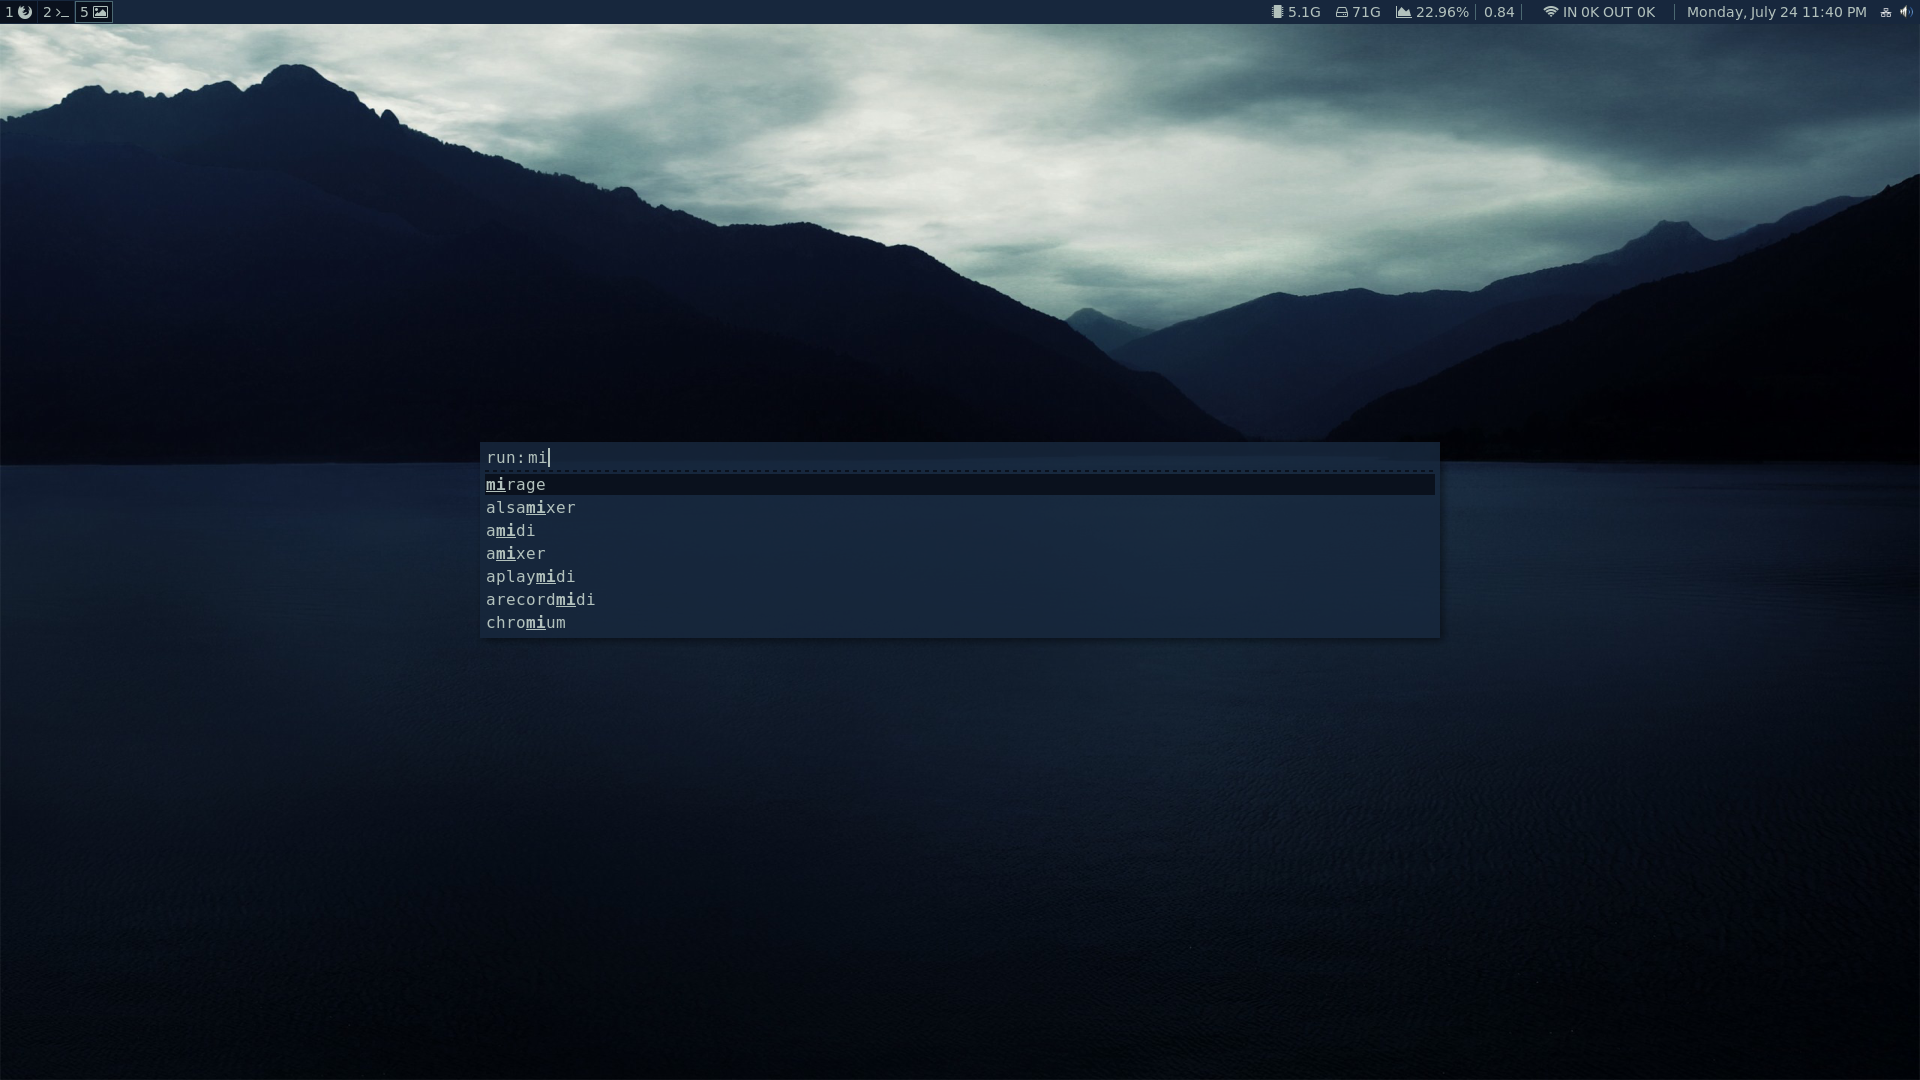 1 2 5 5.1G 71G 22.96% 0.84 IN 0K OUT 0K Monday, July 24 11:40 PM
run: mi
mirage
alsamixer
amidi
amixer
aplaymidi
arecordmidi
chromium